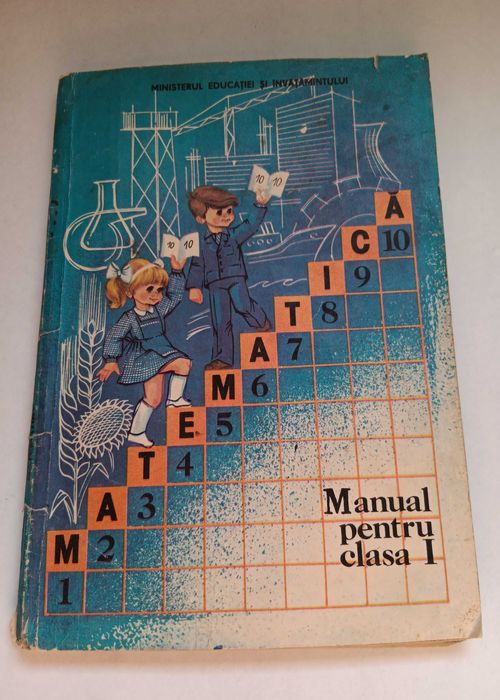 MINISTERUL EDUCAȚIEI ȘI ÎNVĂȚĂMÎNTULUI
10 10
10 10
MATEMATICĂ
1 2 3 4 5 6 7 8 9 10
Manual
pentru
clasa I